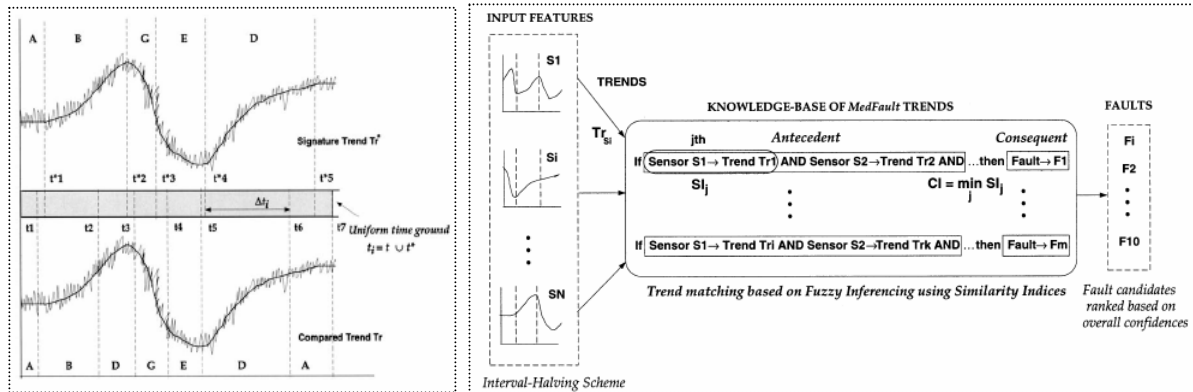 A B G E D
Signature Trend Tr*
t*1 t*2 t*3 t*4 t*5
Δti
t1 t2 t3 t4 t5 t6 t7
Uniform time ground
ti = t ∪ t*
Compared Trend Tr
A B D G E D A
INPUT FEATURES
S1
TRENDS
TrSi
Si
SN
Interval-Halving Scheme
KNOWLEDGE-BASE OF MedFault TRENDS
jth Antecedent Consequent
If Sensor S1→ Trend Tr1 AND Sensor S2→Trend Tr2 AND ...then Fault→ F1
SIj CI = min SIj
j
If Sensor S1→ Trend Tri AND Sensor S2→Trend Trk AND ...then Fault→ Fm
Trend matching based on Fuzzy Inferencing using Similarity Indices
FAULTS
Fi
F2
F10
Fault candidates
ranked based on
overall confidences